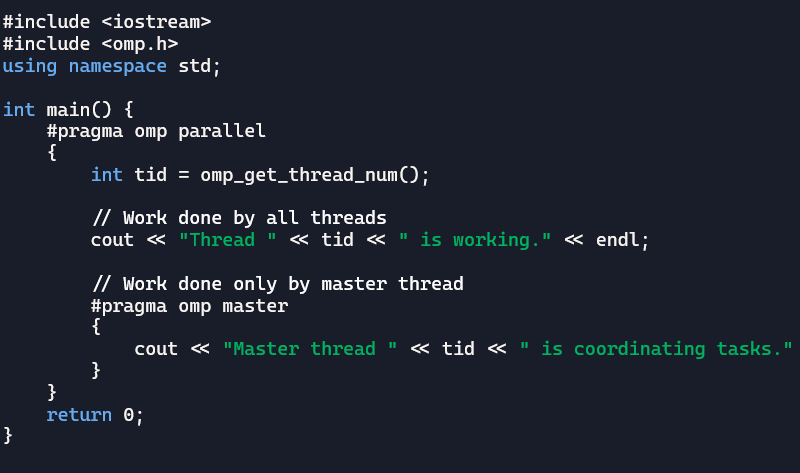 #include <iostream>
#include <omp.h>
using namespace std;

int main() {
    #pragma omp parallel
    {
        int tid = omp_get_thread_num();

        // Work done by all threads
        cout << "Thread " << tid << " is working." << endl;

        // Work done only by master thread
        #pragma omp master
        {
            cout << "Master thread " << tid << " is coordinating tasks."
        }
    }
    return 0;
}